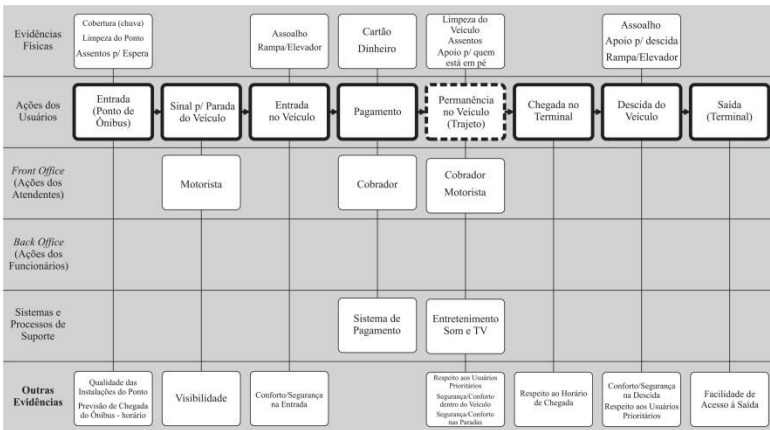 Evidências
Físicas
Cobertura (chava)
Limpeza do Ponto
Assentos p/ Espera
Assoalho
Rampa/Elevador
Cartão
Dinheiro
Limpeza do
Veículo
Assentos
Apoio p/ quem
está em pé
Assoalho
Apoio p/ descida
Rampa/Elevador
Ações dos
Usuários
Entrada
(Ponto de
Ônibus)
Sinal p/ Parada
do Veículo
Entrada
no Veículo
Pagamento
Permanência
no Veículo
(Trajeto)
Chegada no
Terminal
Descida do
Veículo
Saída
(Terminal)
Front Office
(Ações dos
Atendentes)
Motorista
Cobrador
Cobrador
Motorista
Back Office
(Ações dos
Funcionários)
Sistemas e
Processos de
Suporte
Sistema de
Pagamento
Entretenimento
Som e TV
Outras
Evidências
Qualidade das
Instalações do Ponto
Previsão de Chegada
do Ônibus - horário
Visibilidade
Conforto/Segurança
na Entrada
Respeito aos Usuários
Prioritários
Segurança/Conforto
dentro do Veículo
Segurança/Conforto
nas Paradas
Respeito ao Horário
de Chegada
Conforto/Segurança
na Descida
Respeito aos Usuários
Prioritários
Facilidade de
Acesso à Saída